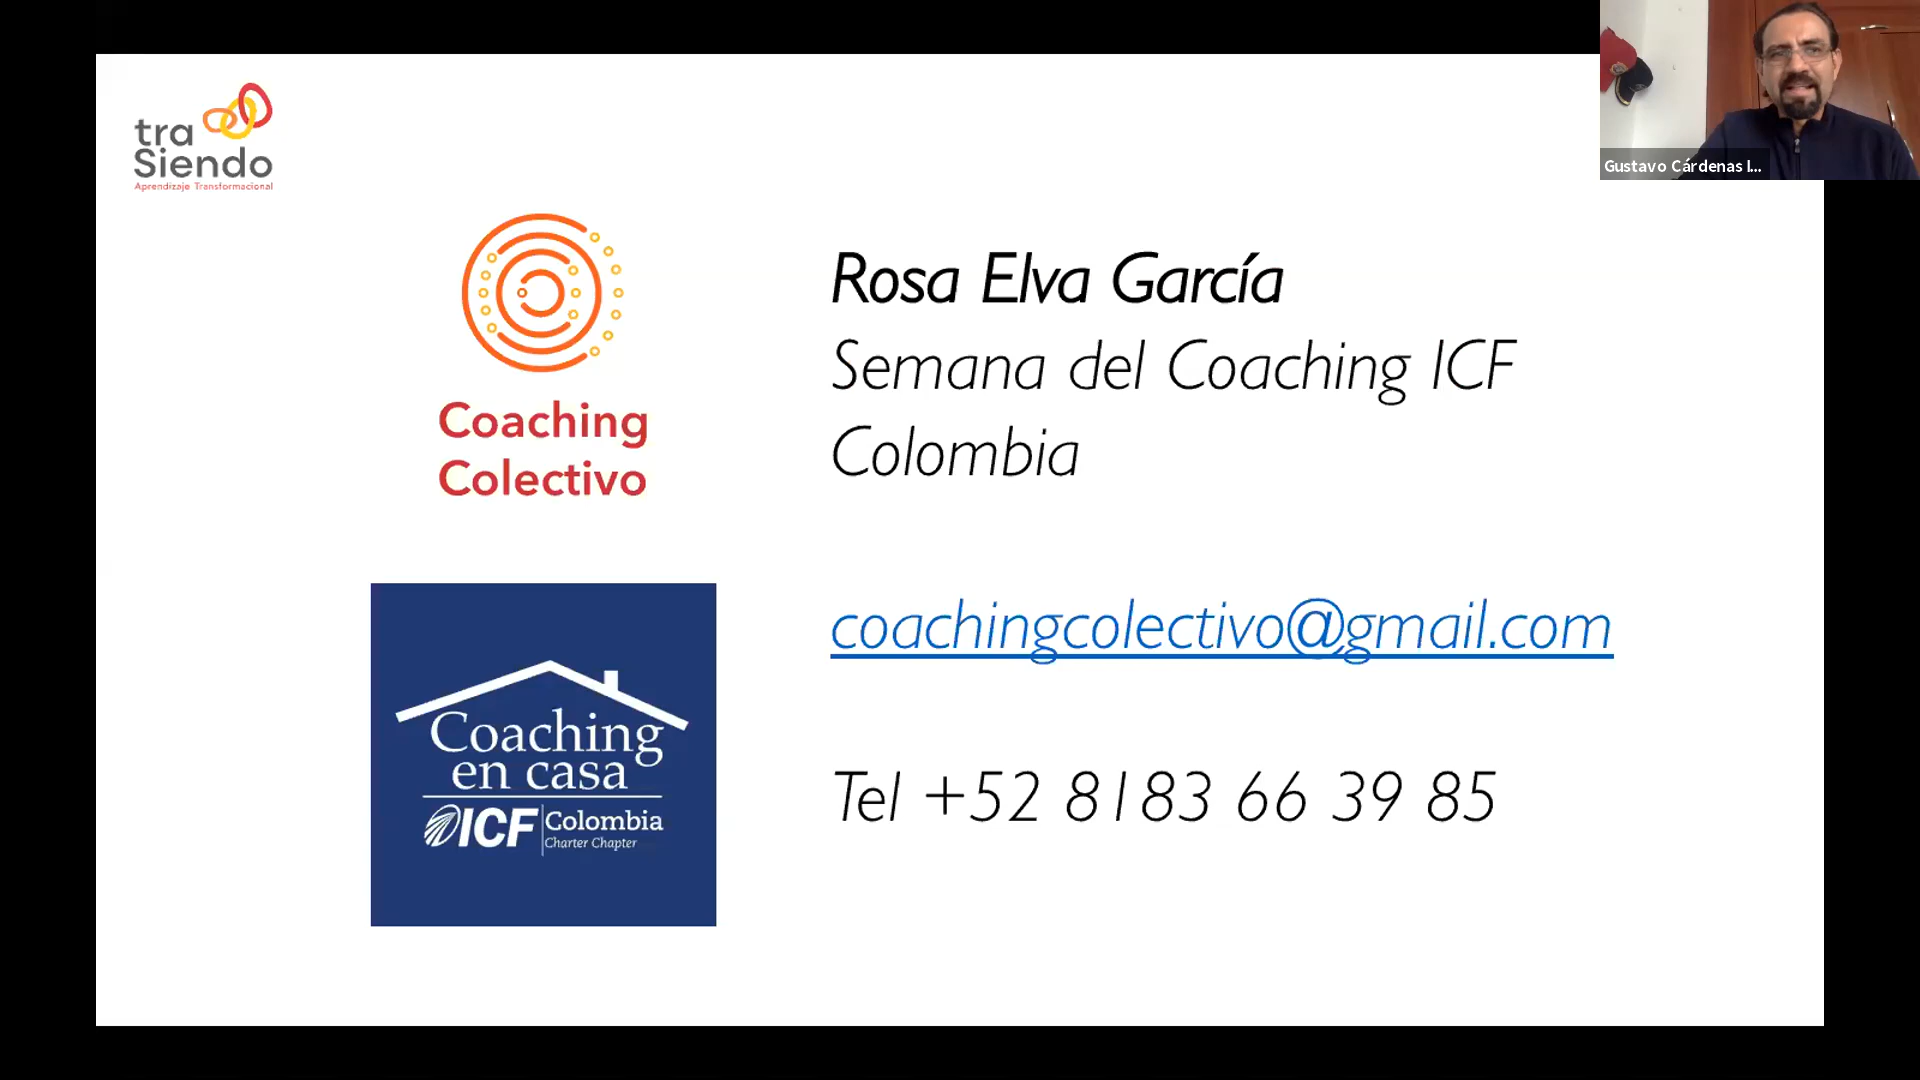 tra
Siendo
Aprendizaje Transformacional
Gustavo Cárdenas I...
Coaching
Colectivo
Rosa Elva García
Semana del Coaching ICF
Colombia
coachingcolectivo@gmail.com
Tel +52 8183 66 39 85
Coaching
en casa
ICF Colombia
Charter Chapter